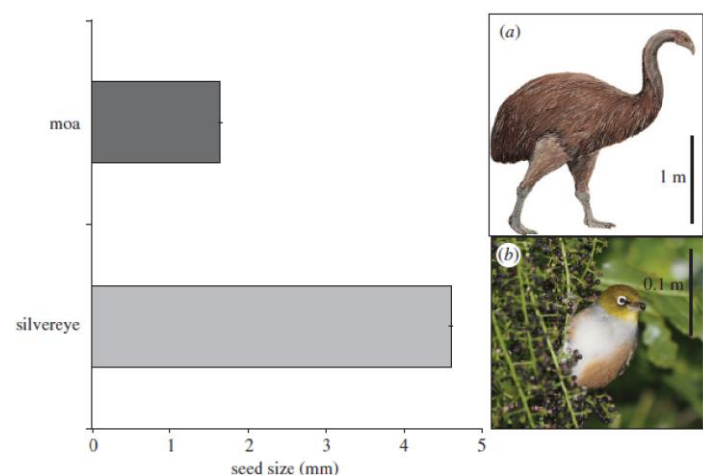 moa
silvereye
0 1 2 3 4 5
seed size (mm)
(a)
1 m
(b)
0.1 m